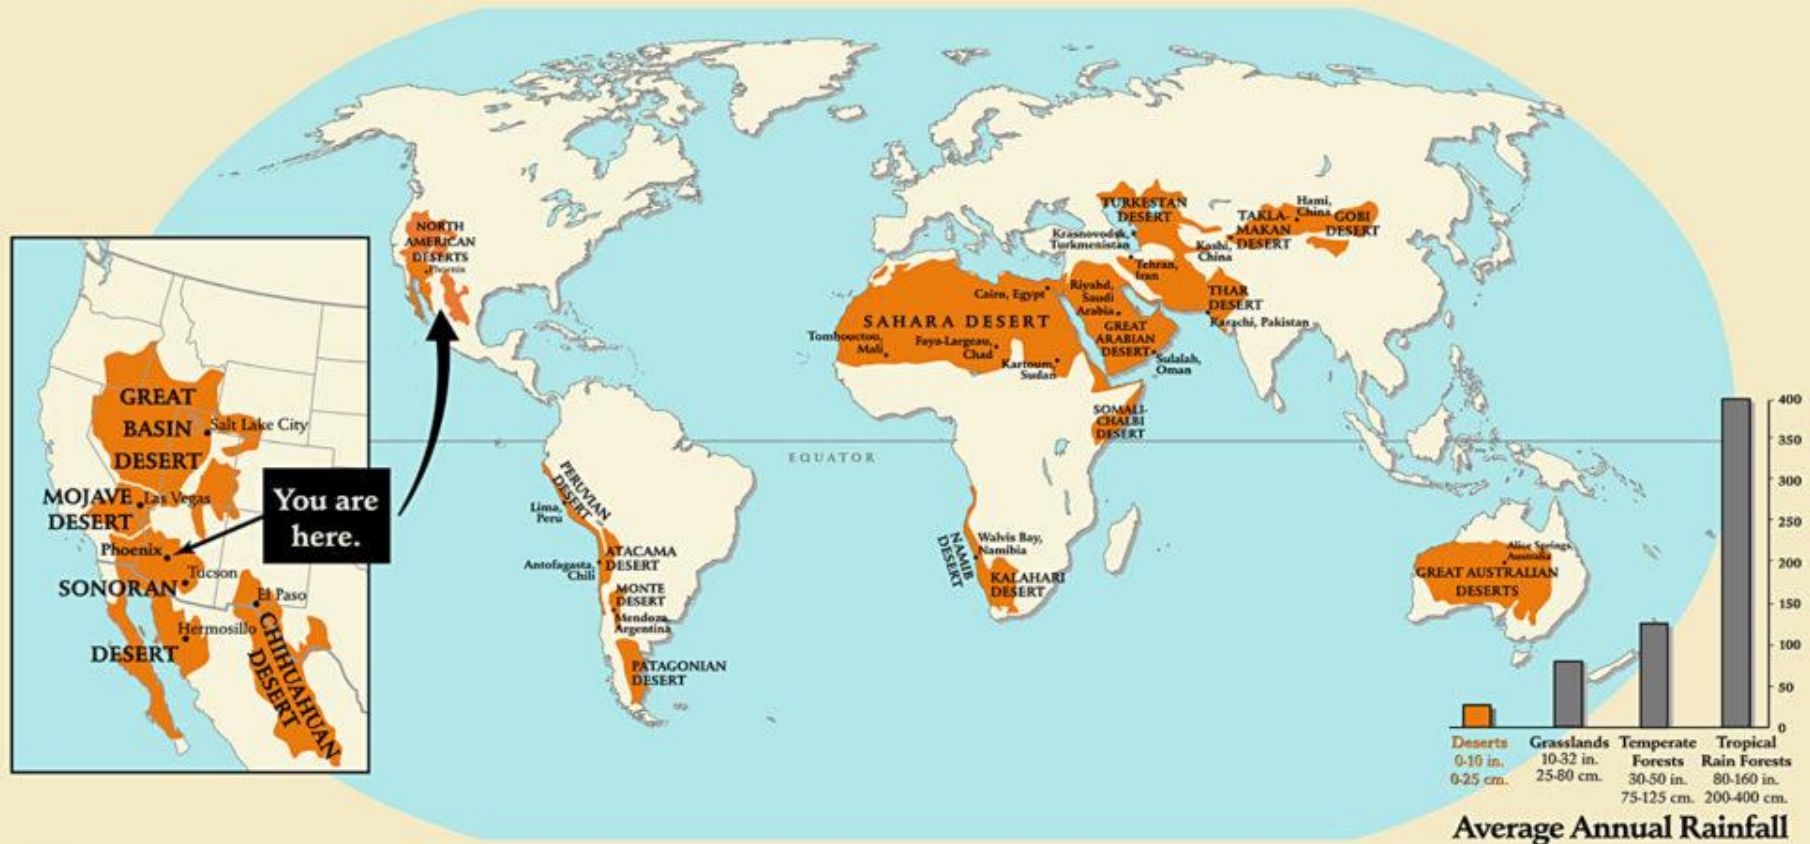 NORTH
AMERICAN
DESERTS
Phoenix
GREAT
BASIN
DESERT
Salt Lake City
MOJAVE
DESERT
Las Vegas
You are
here.
Phoenix
Tucson
SONORAN
El Paso
Hermosillo
DESERT
CHIHUAHUAN
DESERT
EQUATOR
PERUVIAN
DESERT
Lima,
Peru
ATACAMA
DESERT
Antofagasta,
Chili
MONTE
DESERT
Mendoza,
Argentina
PATAGONIAN
DESERT
SAHARA DESERT
Cairo, Egypt
Tombouctou,
Mali
Faya-Largeau,
Chad
Kartoum,
Sudan
Riyahd,
Saudi
Arabia
GREAT
ARABIAN
DESERT
Sulalah,
Oman
SOMALI-
CHALBI
DESERT
NAMIB
DESERT
Walvis Bay,
Namibia
KALAHARI
DESERT
TURKESTAN
DESERT
Krasnovodsk,
Turkmenistan
Tehran,
Iran
THAR
DESERT
Karachi, Pakistan
Kashi,
China
TAKLA-
MAKAN
DESERT
Hami,
China
GOBI
DESERT
Alice Springs,
Australia
GREAT AUSTRALIAN
DESERTS
400
350
300
250
200
150
100
50
0
Deserts
0-10 in.
0-25 cm.
Grasslands
10-32 in.
25-80 cm.
Temperate
Forests
30-50 in.
75-125 cm.
Tropical
Rain Forests
80-160 in.
200-400 cm.
Average Annual Rainfall